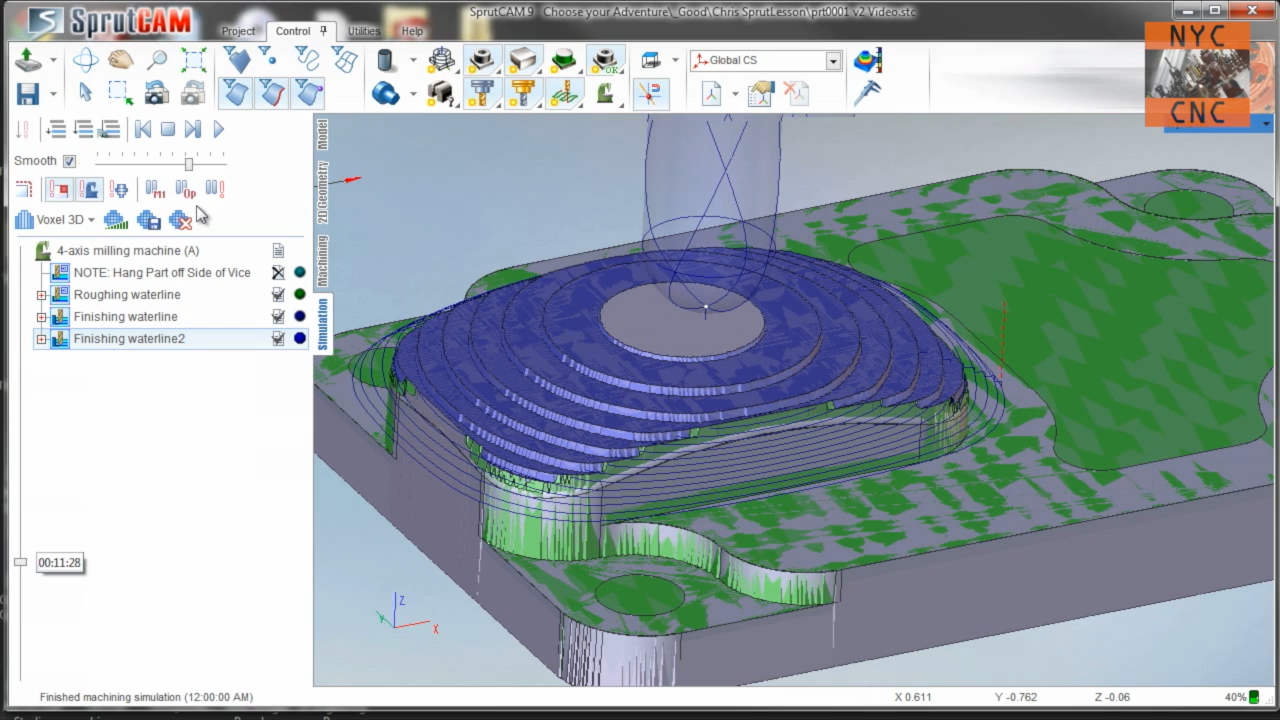 SprutCAM
SprutCAM 9 - Choose your Adventure\_Good\Chris SprutLesson\prt0001 v2 Video.stc
Project
Control
Utilities
Help
NYC
CNC
OK
Global CS
Smooth
M1
Op
Voxel 3D
4-axis milling machine (A)
NOTE: Hang Part off Side of Vice
Roughing waterline
Finishing waterline
Finishing waterline2
Model
2D Geometry
Machining
Simulation
00:11:28
Z
Y
X
Finished machining simulation (12:00:00 AM)
X 0.611
Y -0.762
Z -0.06
40%